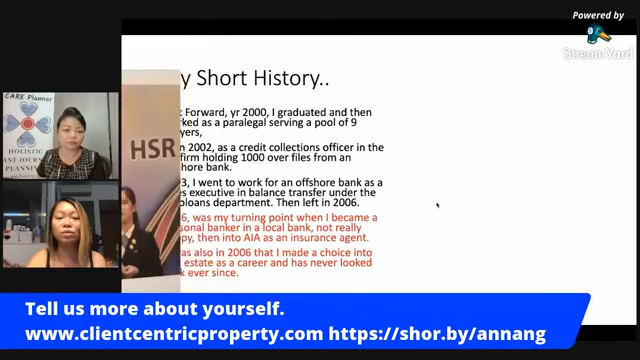 Powered by
StreamYard
y Short History..
CARE Planner
HOLISTIC
AST JOURN
PLANNING
HSR
t Forward, yr 2000, I graduated and then
rked as a paralegal serving a pool of 9
yers,
n 2002, as a credit collections officer in the
firm holding 1000 over files from an
hore bank.
3, I went to work for an offshore bank as a
es executive in balance transfer under the
loans department. Then left in 2006.
6, was my turning point when I became a
sonal banker in a local bank, not really
ppy, then into AIA as an insurance agent.
as also in 2006 that I made a choice into
estate as a career and has never looked
k ever since.
Tell us more about yourself.
www.clientcentricproperty.com https://shor.by/annang